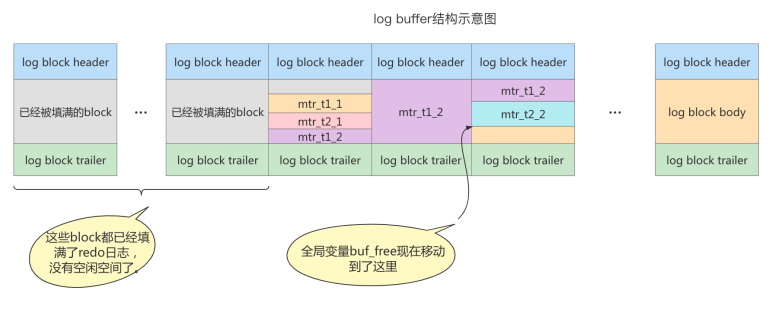 log buffer结构示意图
log block header
log block header
log block header
log block header
log block header
log block header
已经被填满的block
...
已经被填满的block
mtr_t1_1
mtr_t2_1
mtr_t1_2
mtr_t1_2
mtr_t1_2
mtr_t2_2
...
log block body
log block trailer
log block trailer
log block trailer
log block trailer
log block trailer
log block trailer
这些block都已经填
满了redo日志，
没有空闲空间了。
全局变量buf_free现在移动
到了这里